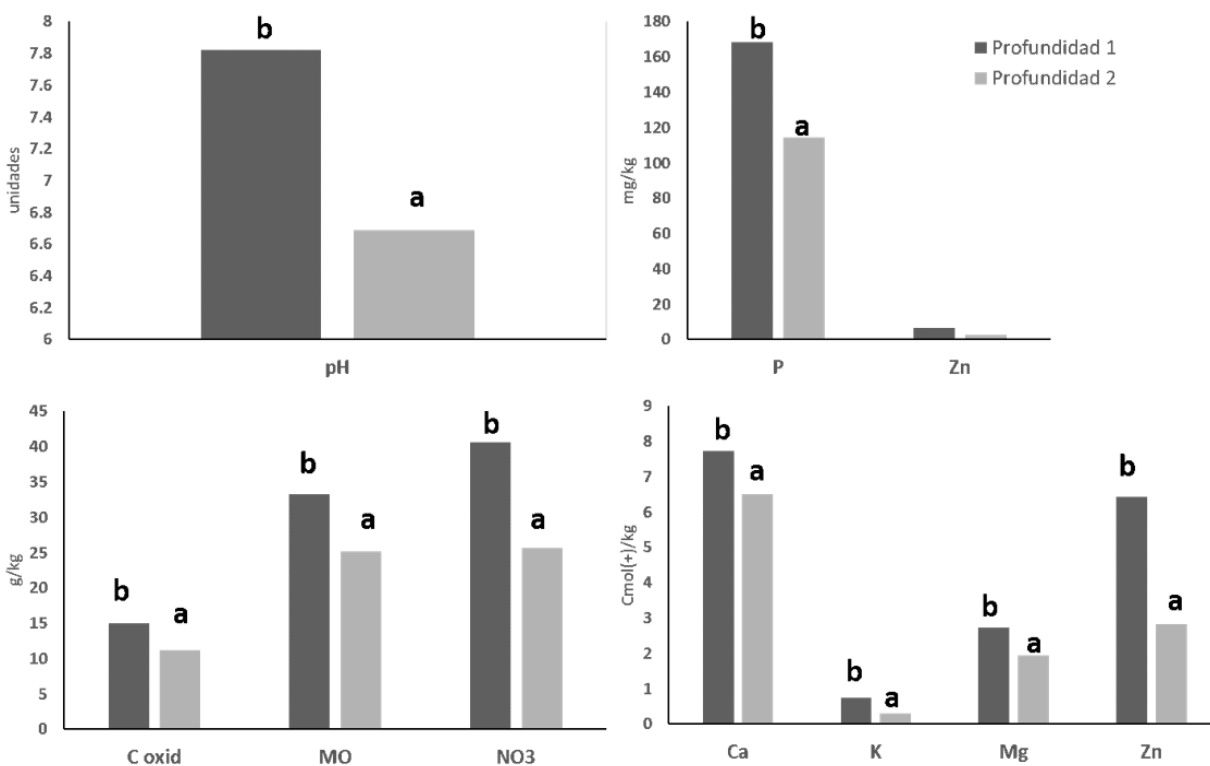 8
7.8
7.6
7.4
7.2
7
6.8
6.6
6.4
6.2
6
unidades
b
a
pH
180
160
140
120
100
80
60
40
20
0
mg/kg
b
a
P Zn
Profundidad 1
Profundidad 2
45
40
35
30
25
20
15
10
5
0
g/kg
b a b a b a
C oxid MO NO3
9
8
7
6
5
4
3
2
1
0
Cmol(+)/kg
b a b a b a b a
Ca K Mg Zn